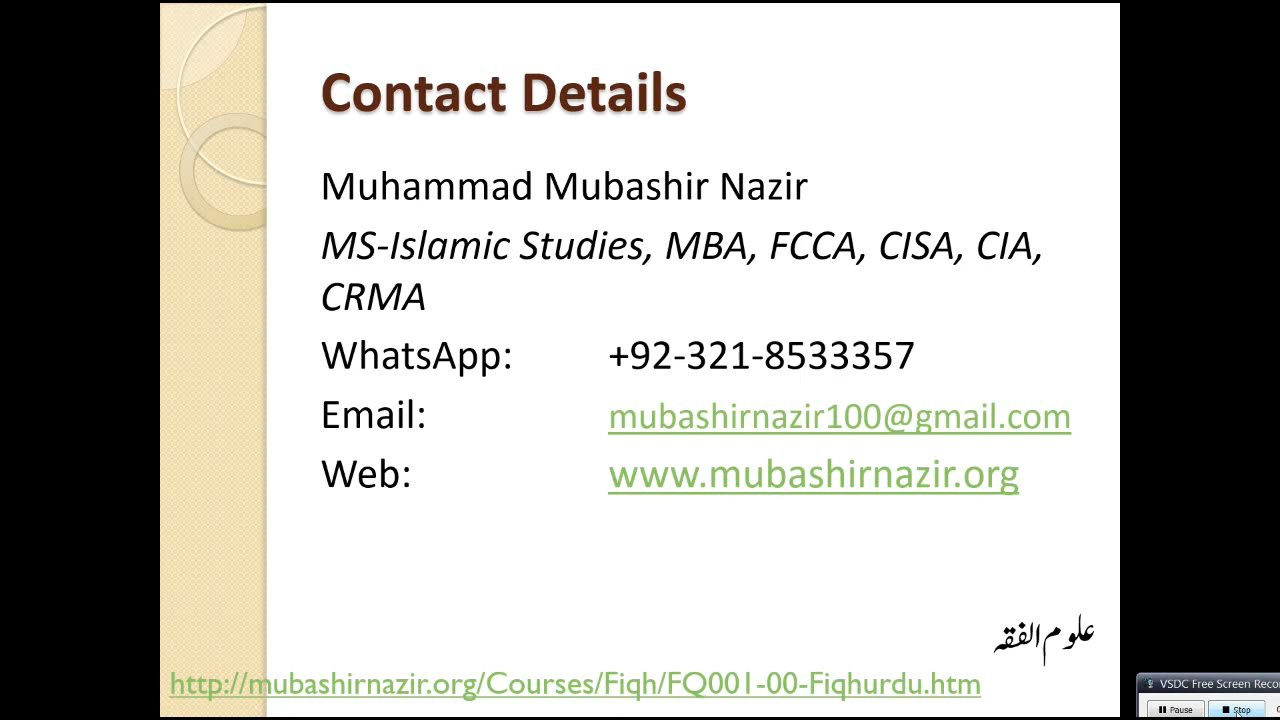 Contact Details
Muhammad Mubashir Nazir
MS-Islamic Studies, MBA, FCCA, CISA, CIA,
CRMA
WhatsApp: +92-321-8533357
Email: mubashirnazir100@gmail.com
Web: www.mubashirnazir.org
علوم الفقہ
http://mubashirnazir.org/Courses/Fiqh/FQ001-00-Fiqhurdu.htm
VSDC Free Screen Reco
Pause Stop